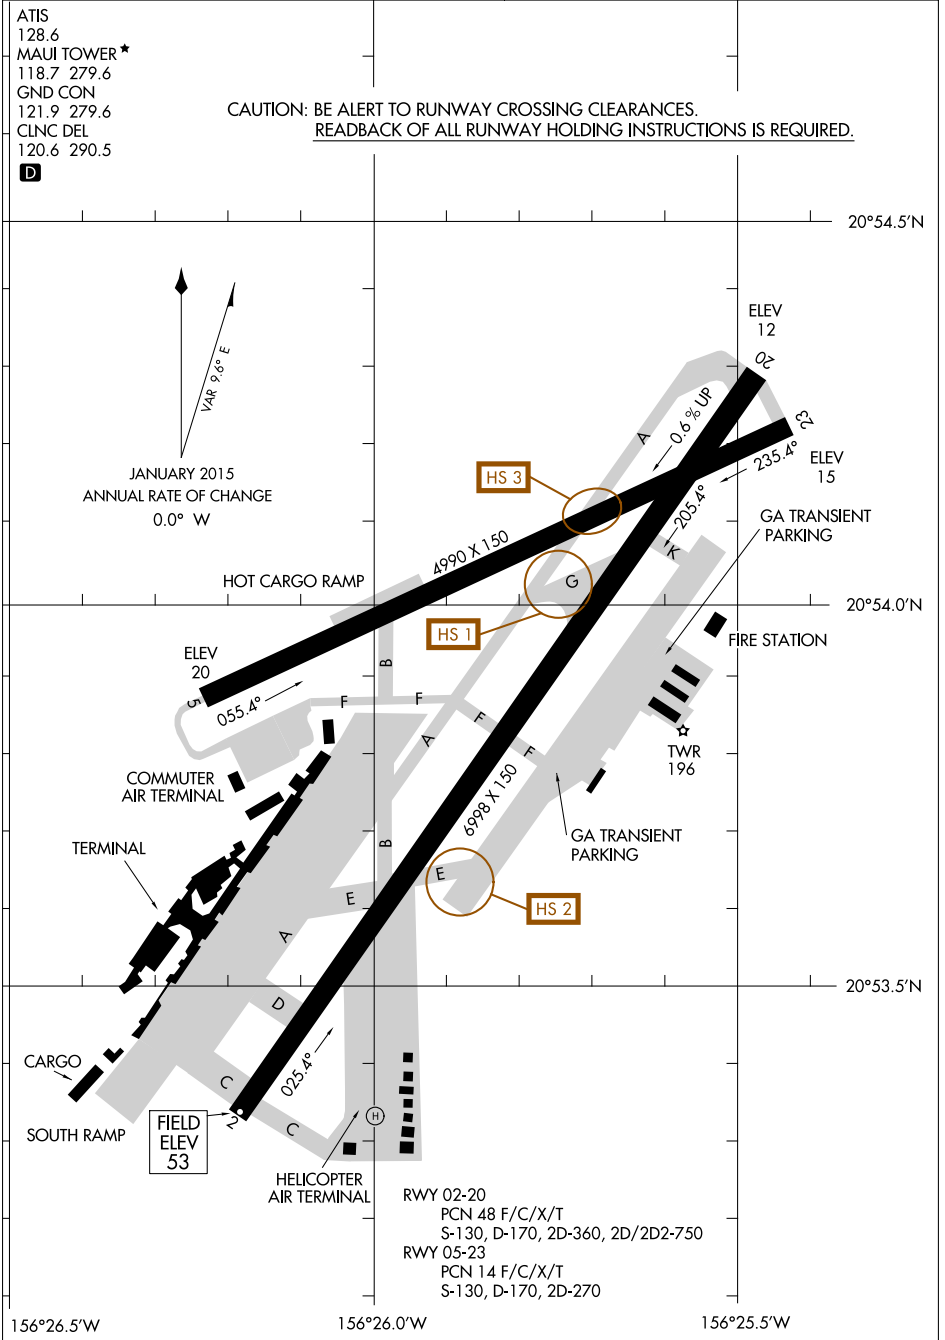 ATIS
128.6
MAUI TOWER★
118.7 279.6
GND CON
121.9 279.6
CLNC DEL
120.6 290.5
D
CAUTION: BE ALERT TO RUNWAY CROSSING CLEARANCES.
READBACK OF ALL RUNWAY HOLDING INSTRUCTIONS IS REQUIRED.
20°54.5'N
VAR 9.6° E
JANUARY 2015
ANNUAL RATE OF CHANGE
0.0° W
ELEV
12
20
A
0.6% UP
23
235.4°
ELEV
15
HS 3
205.4°
GA TRANSIENT
PARKING
4990 X 150
K
HOT CARGO RAMP
G
20°54.0'N
HS 1
FIRE STATION
ELEV
20
B
5
055.4°
F
F
F
A
F
TWR
196
COMMUTER
AIR TERMINAL
6998 X 150
GA TRANSIENT
PARKING
TERMINAL
B
E
E
HS 2
A
20°53.5'N
D
025.4°
CARGO
C
SOUTH RAMP
FIELD
ELEV
53
2
C
H
HELICOPTER
AIR TERMINAL
RWY 02-20
PCN 48 F/C/X/T
S-130, D-170, 2D-360, 2D/2D2-750
RWY 05-23
PCN 14 F/C/X/T
S-130, D-170, 2D-270
156°26.5'W
156°26.0'W
156°25.5'W